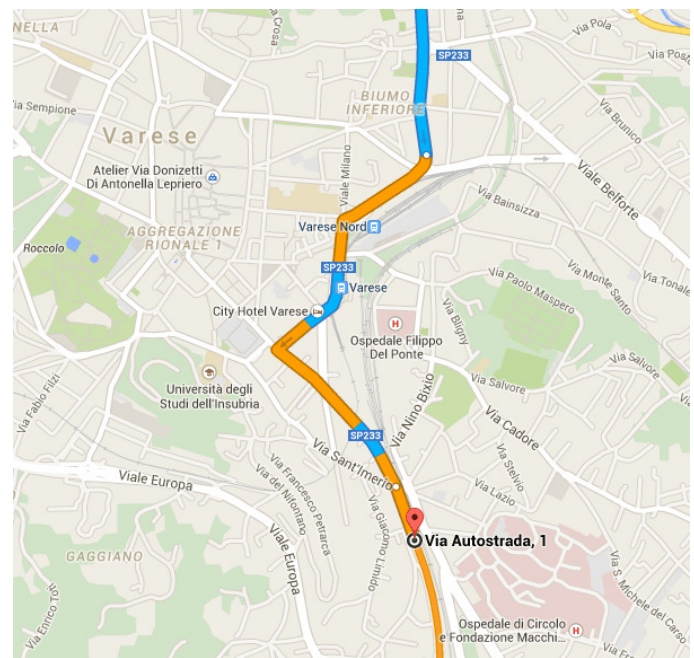 NELLA
a Crosa
Via Pola
Via Postu
SP233
BIUMO
INFERIORE
Via Sempione
Varese
Via Brunico
Viale Milano
Atelier Via Donizetti
Di Antonella Lepriero
Viale Belforte
Via Bainsizza
AGGREGAZIONE
RIONALE 1
Varese Nord
Roccolo
SP233
Varese
Via Paolo Maspero
Via Monte Santo
Via Tonale
City Hotel Varese
Via Bligny
Ospedale Filippo
Del Ponte
Via Salvore
Via Salvore
Università degli
Studi dell'Insubria
Via Nino Bixio
Via Fabio Filzi
SP233
Via Cadore
Via Sant'Imerio
Via Stelvio
Viale Europa
Via Francesco Petrarca
Via del Nifontano
Via Lazio
Via Giacomo Limido
Viale Europa
Via Autostrada, 1
GAGGIANO
Via S. Michele del Carso
Via Enrico Toti
Ospedale di Circolo
e Fondazione Macchi...